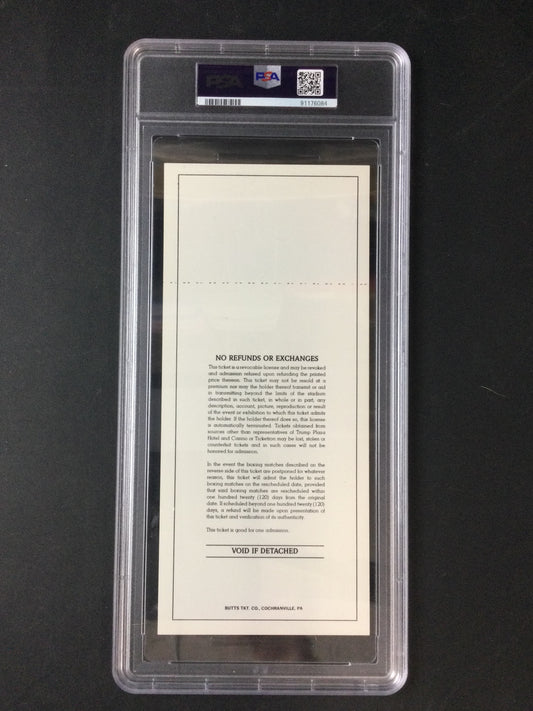 PSA
PSA
91176084
NO REFUNDS OR EXCHANGES
This ticket is a revocable license and may be revoked
and admission refused upon refunding the printed
price thereon. This ticket may not be resold at a
premium nor may the holder thereof transmit or aid
in transmitting beyond the limits of the stadium
described in such ticket, in whole or in part, any
description, account, picture, reproduction or result
of the event or exhibition to which this ticket admits
the holder. If the holder thereof does so, this license
is automatically terminated. Tickets obtained from
sources other than representatives of Trump Plaza
Hotel and Casino or Ticketron may be lost, stolen or
counterfeit tickets and in such cases will not be
honored for admission.
In the event the boxing matches described on the
reverse side of this ticket are postponed for whatever
reason, this ticket will admit the holder to such
boxing matches on the rescheduled date, provided
that said boxing matches are rescheduled within
one hundred twenty (120) days from the original
date. If scheduled beyond one hundred twenty (120)
days, a refund will be made upon presentation of
this ticket and verification of its authenticity.
This ticket is good for one admission.
VOID IF DETACHED
BUTTS TKT. CO., COCHRANVILLE, PA